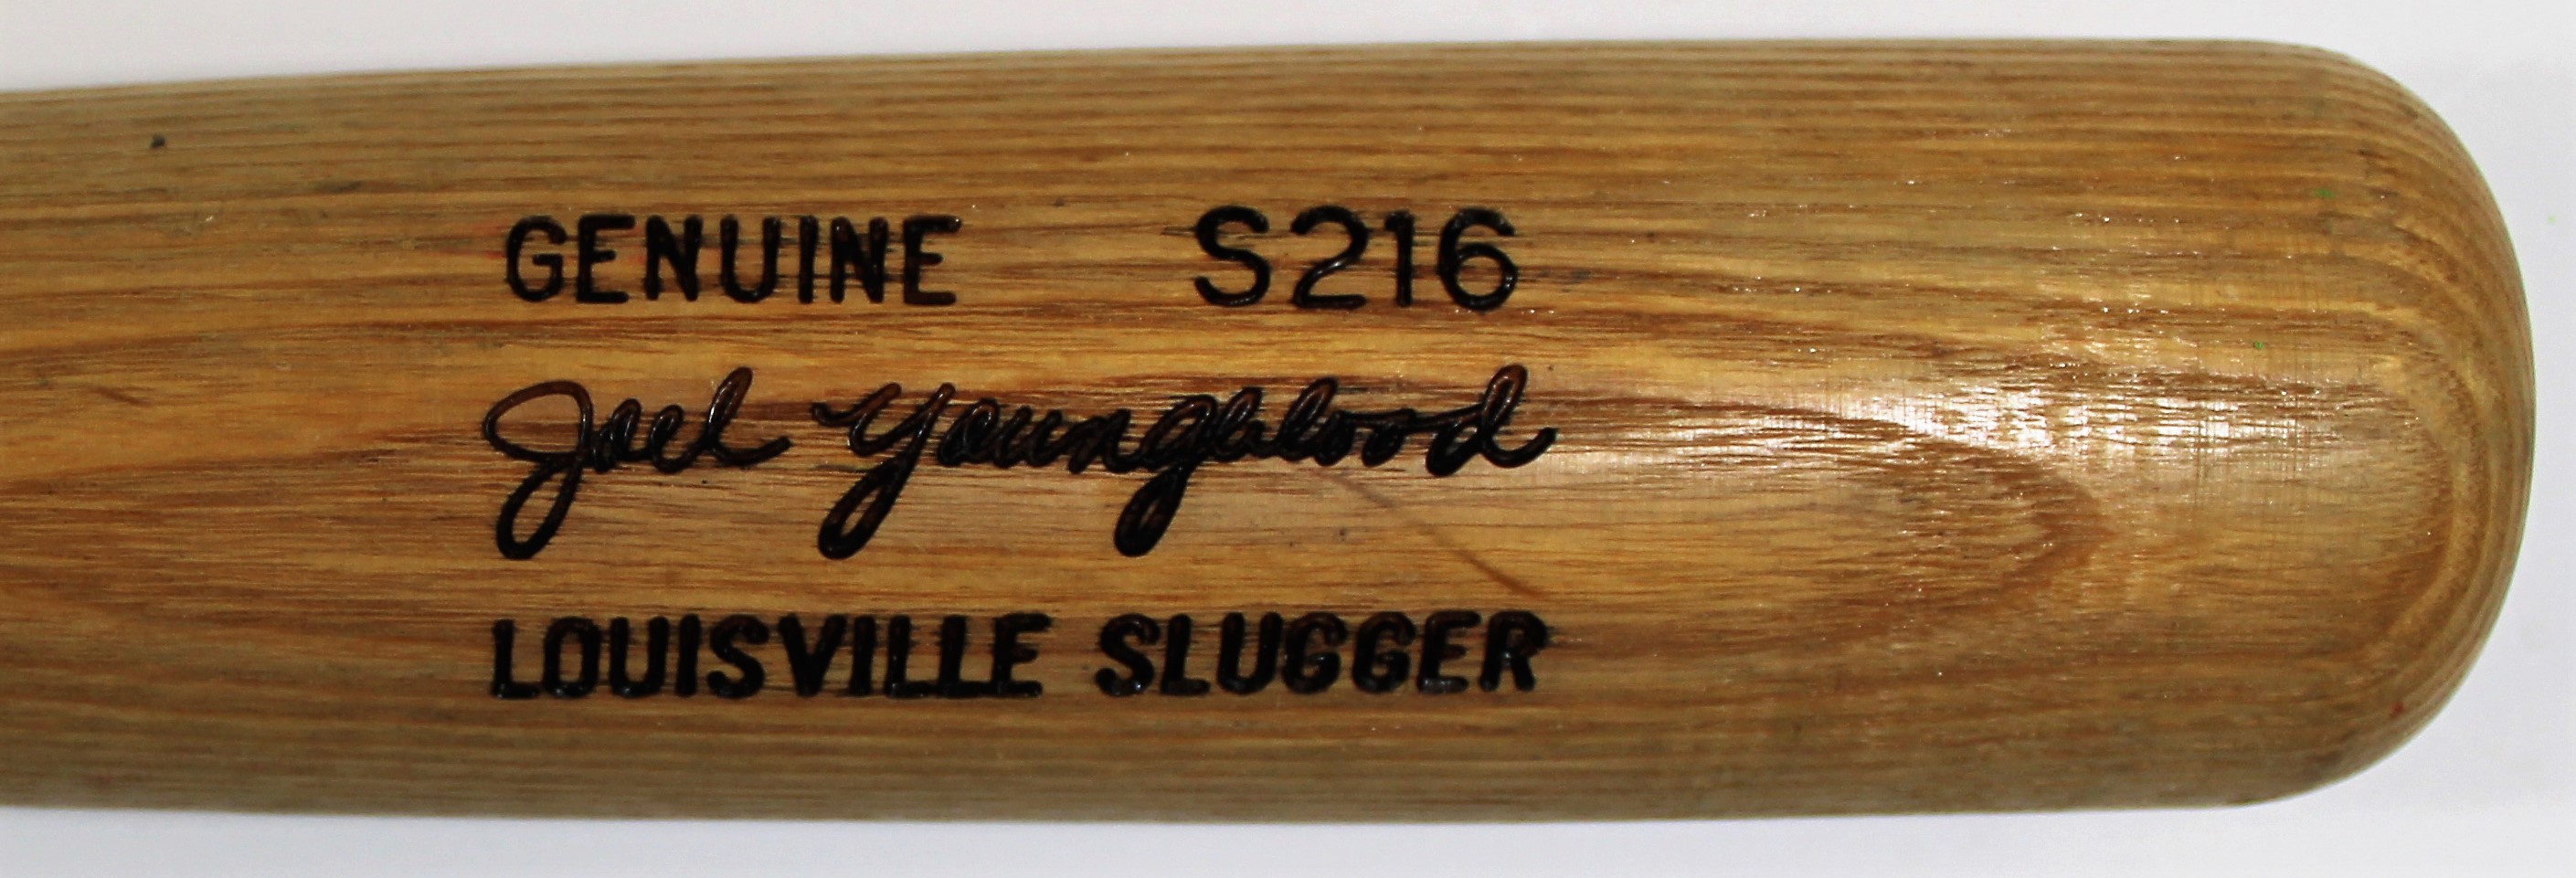 GENUINE S216
Joel Youngblood
LOUISVILLE SLUGGER